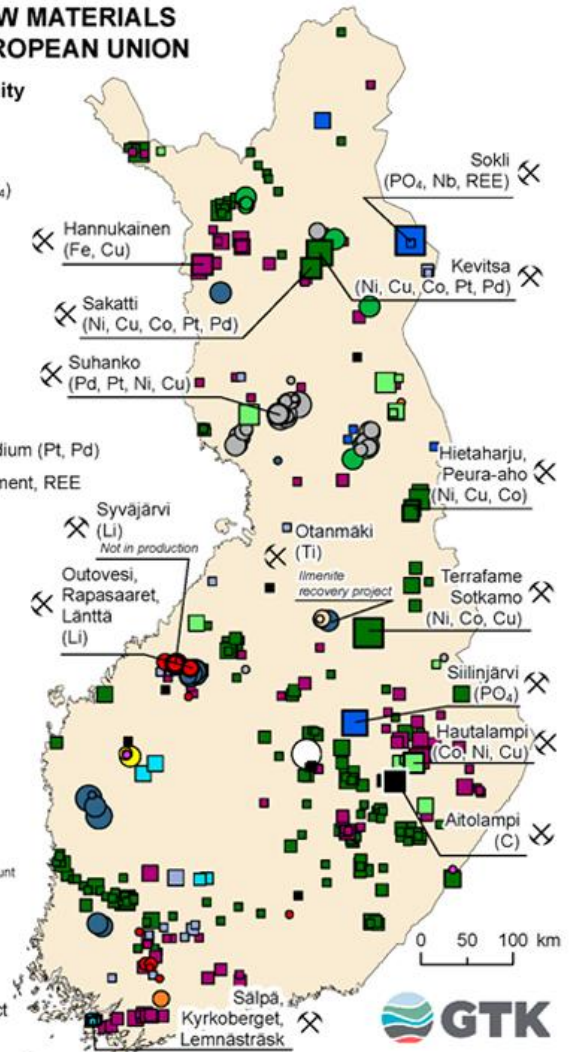 W MATERIALS
ROPEAN UNION
ity
4)
Sokli
(PO₄, Nb, REE)
Hannukainen
(Fe, Cu)
Kevitsa
(Ni, Cu, Co, Pt, Pd)
Sakatti
(Ni, Cu, Co, Pt, Pd)
Suhanko
(Pd, Pt, Ni, Cu)
dium (Pt, Pd)
Hietaharju,
Peura-aho
(Ni, Cu, Co)
ment, REE
Syväjärvi
(Li)
Not in production
Otanmäki
(Ti)
Ilmenite
recovery project
Outovesi,
Rapasaaret,
Länttä
(Li)
Terrafame
Sotkamo
(Ni, Co, Cu)
Siilinjärvi
(PO₄)
Hautalampi
(Co, Ni, Cu)
Aitolampi
(C)
unt
0 50 100 km
Sälpä,
Kyrkoberget,
Lemnästräsk
ct
GTK